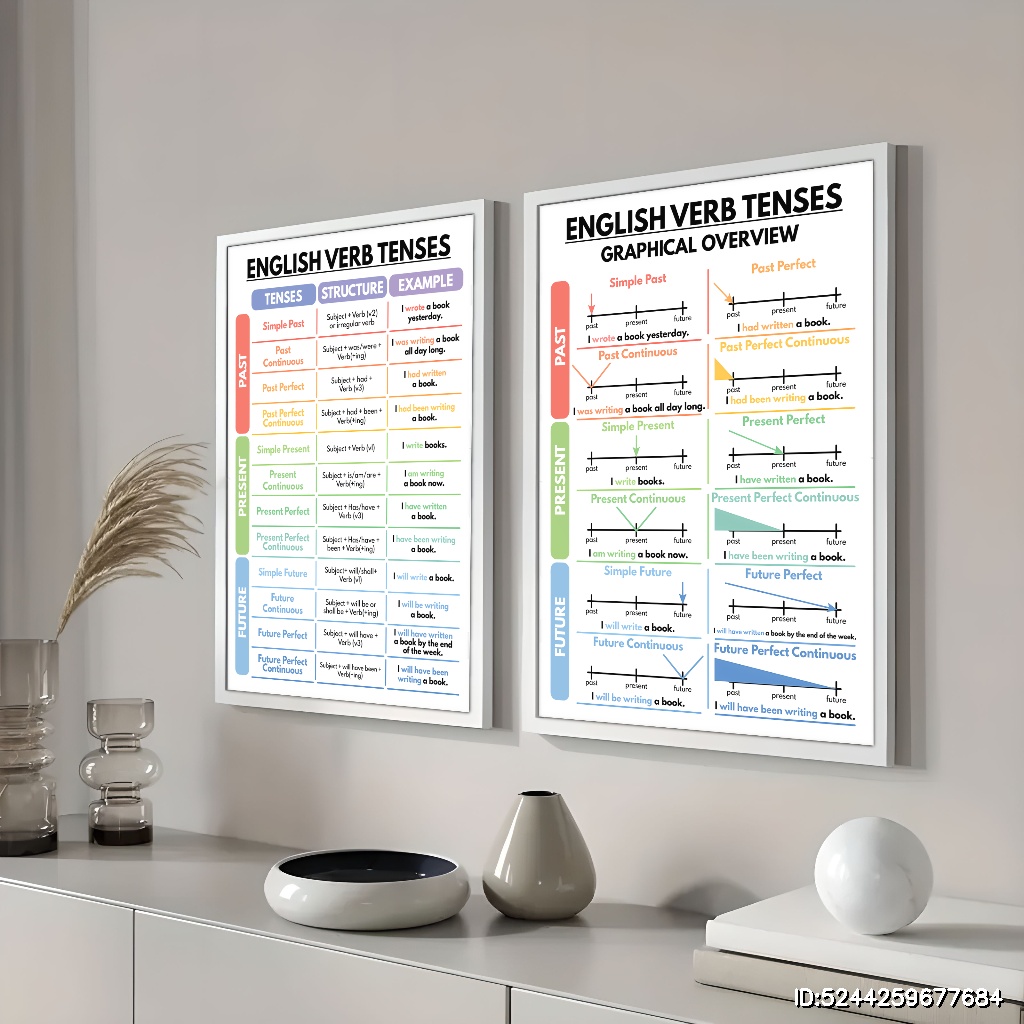 ENGLISH VERB TENSES
TENSES STRUCTURE EXAMPLE
PAST
Simple Past
Subject + Verb (v2)
or irregular verb
I wrote a book
yesterday.
Past
Continuous
Subject + was/were +
Verb(+ing)
I was writing a book
all day long.
Past Perfect
Subject + had +
Verb (v3)
I had written
a book.
Past Perfect
Continuous
Subject + had + been +
Verb(+ing)
I had been writing
a book.
PRESENT
Simple Present
Subject + Verb (v1)
I write books.
Present
Continuous
Subject + is/am/are +
Verb(+ing)
I am writing
a book now.
Present Perfect
Subject + Has/have +
Verb (v3)
I have written
a book.
Present Perfect
Continuous
Subject + Has/have +
been + Verb(+ing)
I have been writing
a book.
FUTURE
Simple Future
Subject+ will/shall+
Verb (v1)
I will write a book.
Future
Continuous
Subject + will be or
shall be + Verb(+ing)
I will be writing
a book.
Future Perfect
Subject + will have +
Verb (v3)
I will have written
a book by the end
of the week.
Future Perfect
Continuous
Subject + will have been +
Verb(+ing)
I will have been
writing a book.
ENGLISH VERB TENSES
GRAPHICAL OVERVIEW
PAST
Simple Past
past present future
I wrote a book yesterday.
Past Perfect
past present future
I had written a book.
Past Continuous
past present future
I was writing a book all day long.
Past Perfect Continuous
past present future
I had been writing a book.
PRESENT
Simple Present
past present future
I write books.
Present Perfect
past present future
I have written a book.
Present Continuous
past present future
I am writing a book now.
Present Perfect Continuous
past present future
I have been writing a book.
FUTURE
Simple Future
past present future
I will write a book.
Future Perfect
past present future
I will have written a book by the end of the week.
Future Continuous
past present future
I will be writing a book.
Future Perfect Continuous
past present future
I will have been writing a book.
ID:5244259677684